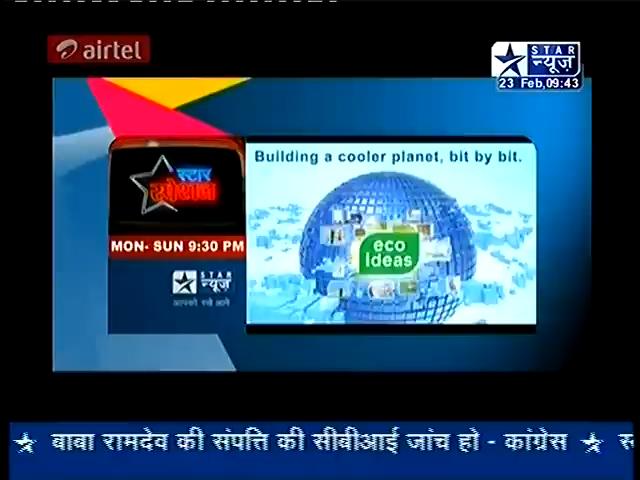 airtel
STAR
न्यूज़
23 Feb,09:43
Building a cooler planet, bit by bit.
स्टार
स्पेशल
MON- SUN 9:30 PM
eco
ideas
STAR
न्यूज़
आपको रखे आगे
बाबा रामदेव की संपत्ति की सीबीआई जांच हो - कांग्रेस